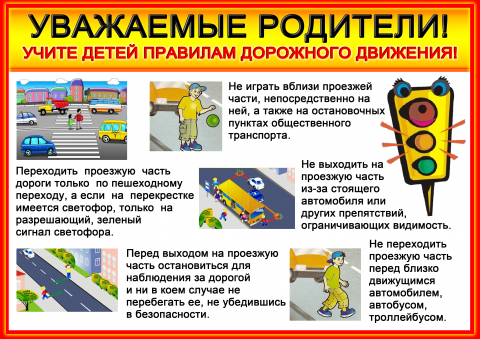 УВАЖАЕМЫЕ РОДИТЕЛИ!
УЧИТЕ ДЕТЕЙ ПРАВИЛАМ ДОРОЖНОГО ДВИЖЕНИЯ!
Не играть вблизи проезжей
части, непосредственно на
ней, а также на остановочных
пунктах общественного
транспорта.
Переходить проезжую часть
дороги только по пешеходному
переходу, а если на перекрестке
имеется светофор, только на
разрешающий, зеленый
сигнал светофора.
Не выходить на
проезжую часть
из-за стоящего
автомобиля или
других препятствий,
ограничивающих видимость.
Перед выходом на проезжую
часть остановиться для
наблюдения за дорогой
и ни в коем случае не
перебегать ее, не убедившись
в безопасности.
Не переходить
проезжую часть
перед близко
движущимся
автомобилем,
автобусом,
троллейбусом.